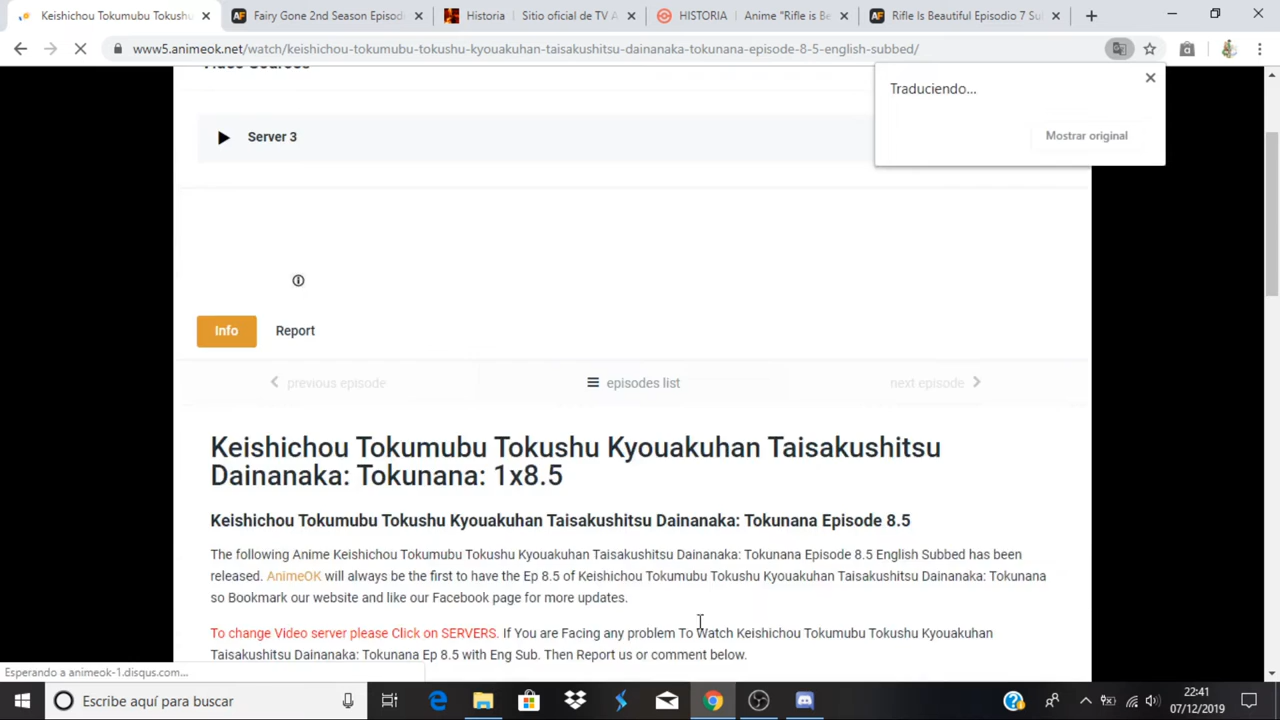 Keishichou Tokumubu Tokushu
Fairy Gone 2nd Season Episod
Historia | Sitio oficial de TV A
HISTORIA | Anime "Rifle is Be
Rifle Is Beautiful Episodio 7 Su
www5.animeok.net/watch/keishichou-tokumubu-tokushu-kyouakuhan-taisakushitsu-dainanaka-tokunana-episode-8-5-english-subbed/
Video Sources
Traduciendo...
Mostrar original
Server 3
Info
Report
previous episode
episodes list
next episode
Keishichou Tokumubu Tokushu Kyouakuhan Taisakushitsu
Dainanaka: Tokunana: 1x8.5
Keishichou Tokumubu Tokushu Kyouakuhan Taisakushitsu Dainanaka: Tokunana Episode 8.5
The following Anime Keishichou Tokumubu Tokushu Kyouakuhan Taisakushitsu Dainanaka: Tokunana Episode 8.5 English Subbed has been
released. AnimeOK will always be the first to have the Ep 8.5 of Keishichou Tokumubu Tokushu Kyouakuhan Taisakushitsu Dainanaka: Tokunana
so Bookmark our website and like our Facebook page for more updates.
To change Video server please Click on SERVERS. If You are Facing any problem To Watch Keishichou Tokumubu Tokushu Kyouakuhan
Taisakushitsu Dainanaka: Tokunana Ep 8.5 with Eng Sub. Then Report us or comment below.
Esperando a animeok-1.disqus.com...
Escribe aquí para buscar
22:41
07/12/2019